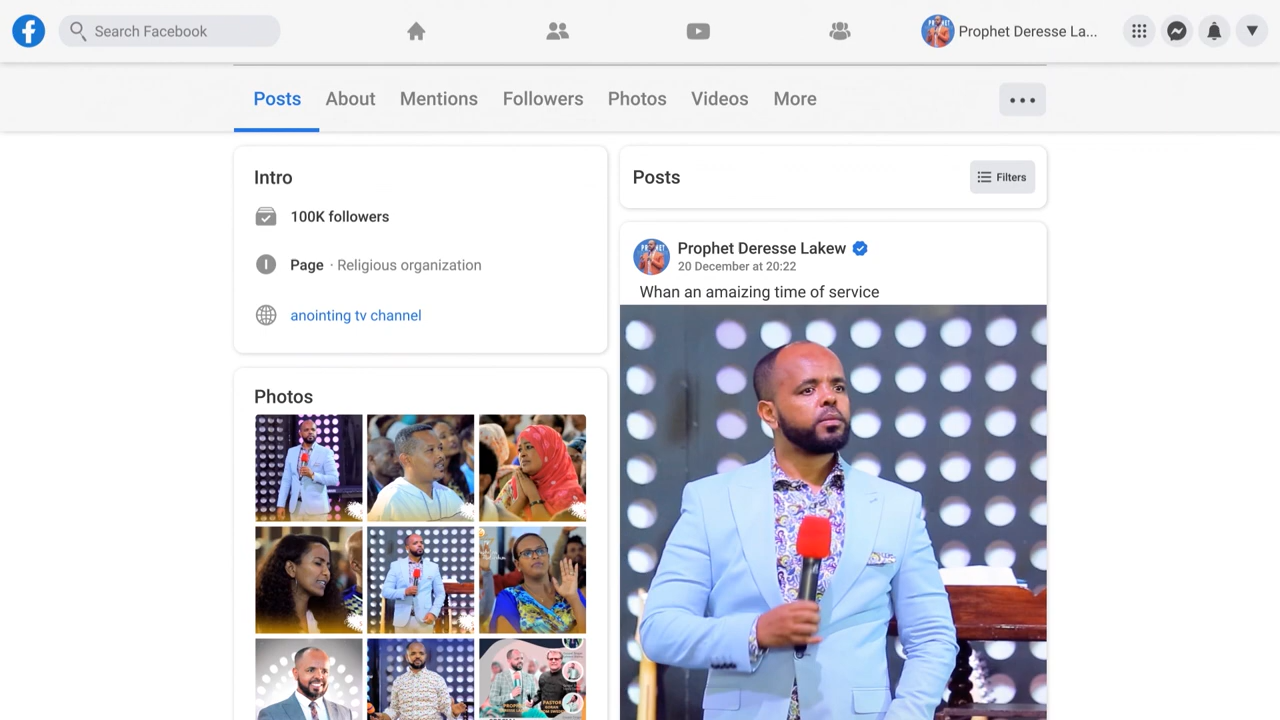 Search Facebook
Prophet Deresse La...
Posts
About
Mentions
Followers
Photos
Videos
More
Intro
100K followers
Page · Religious organization
anointing tv channel
Photos
Posts
Filters
Prophet Deresse Lakew
20 December at 20:22
Whan an amaizing time of service